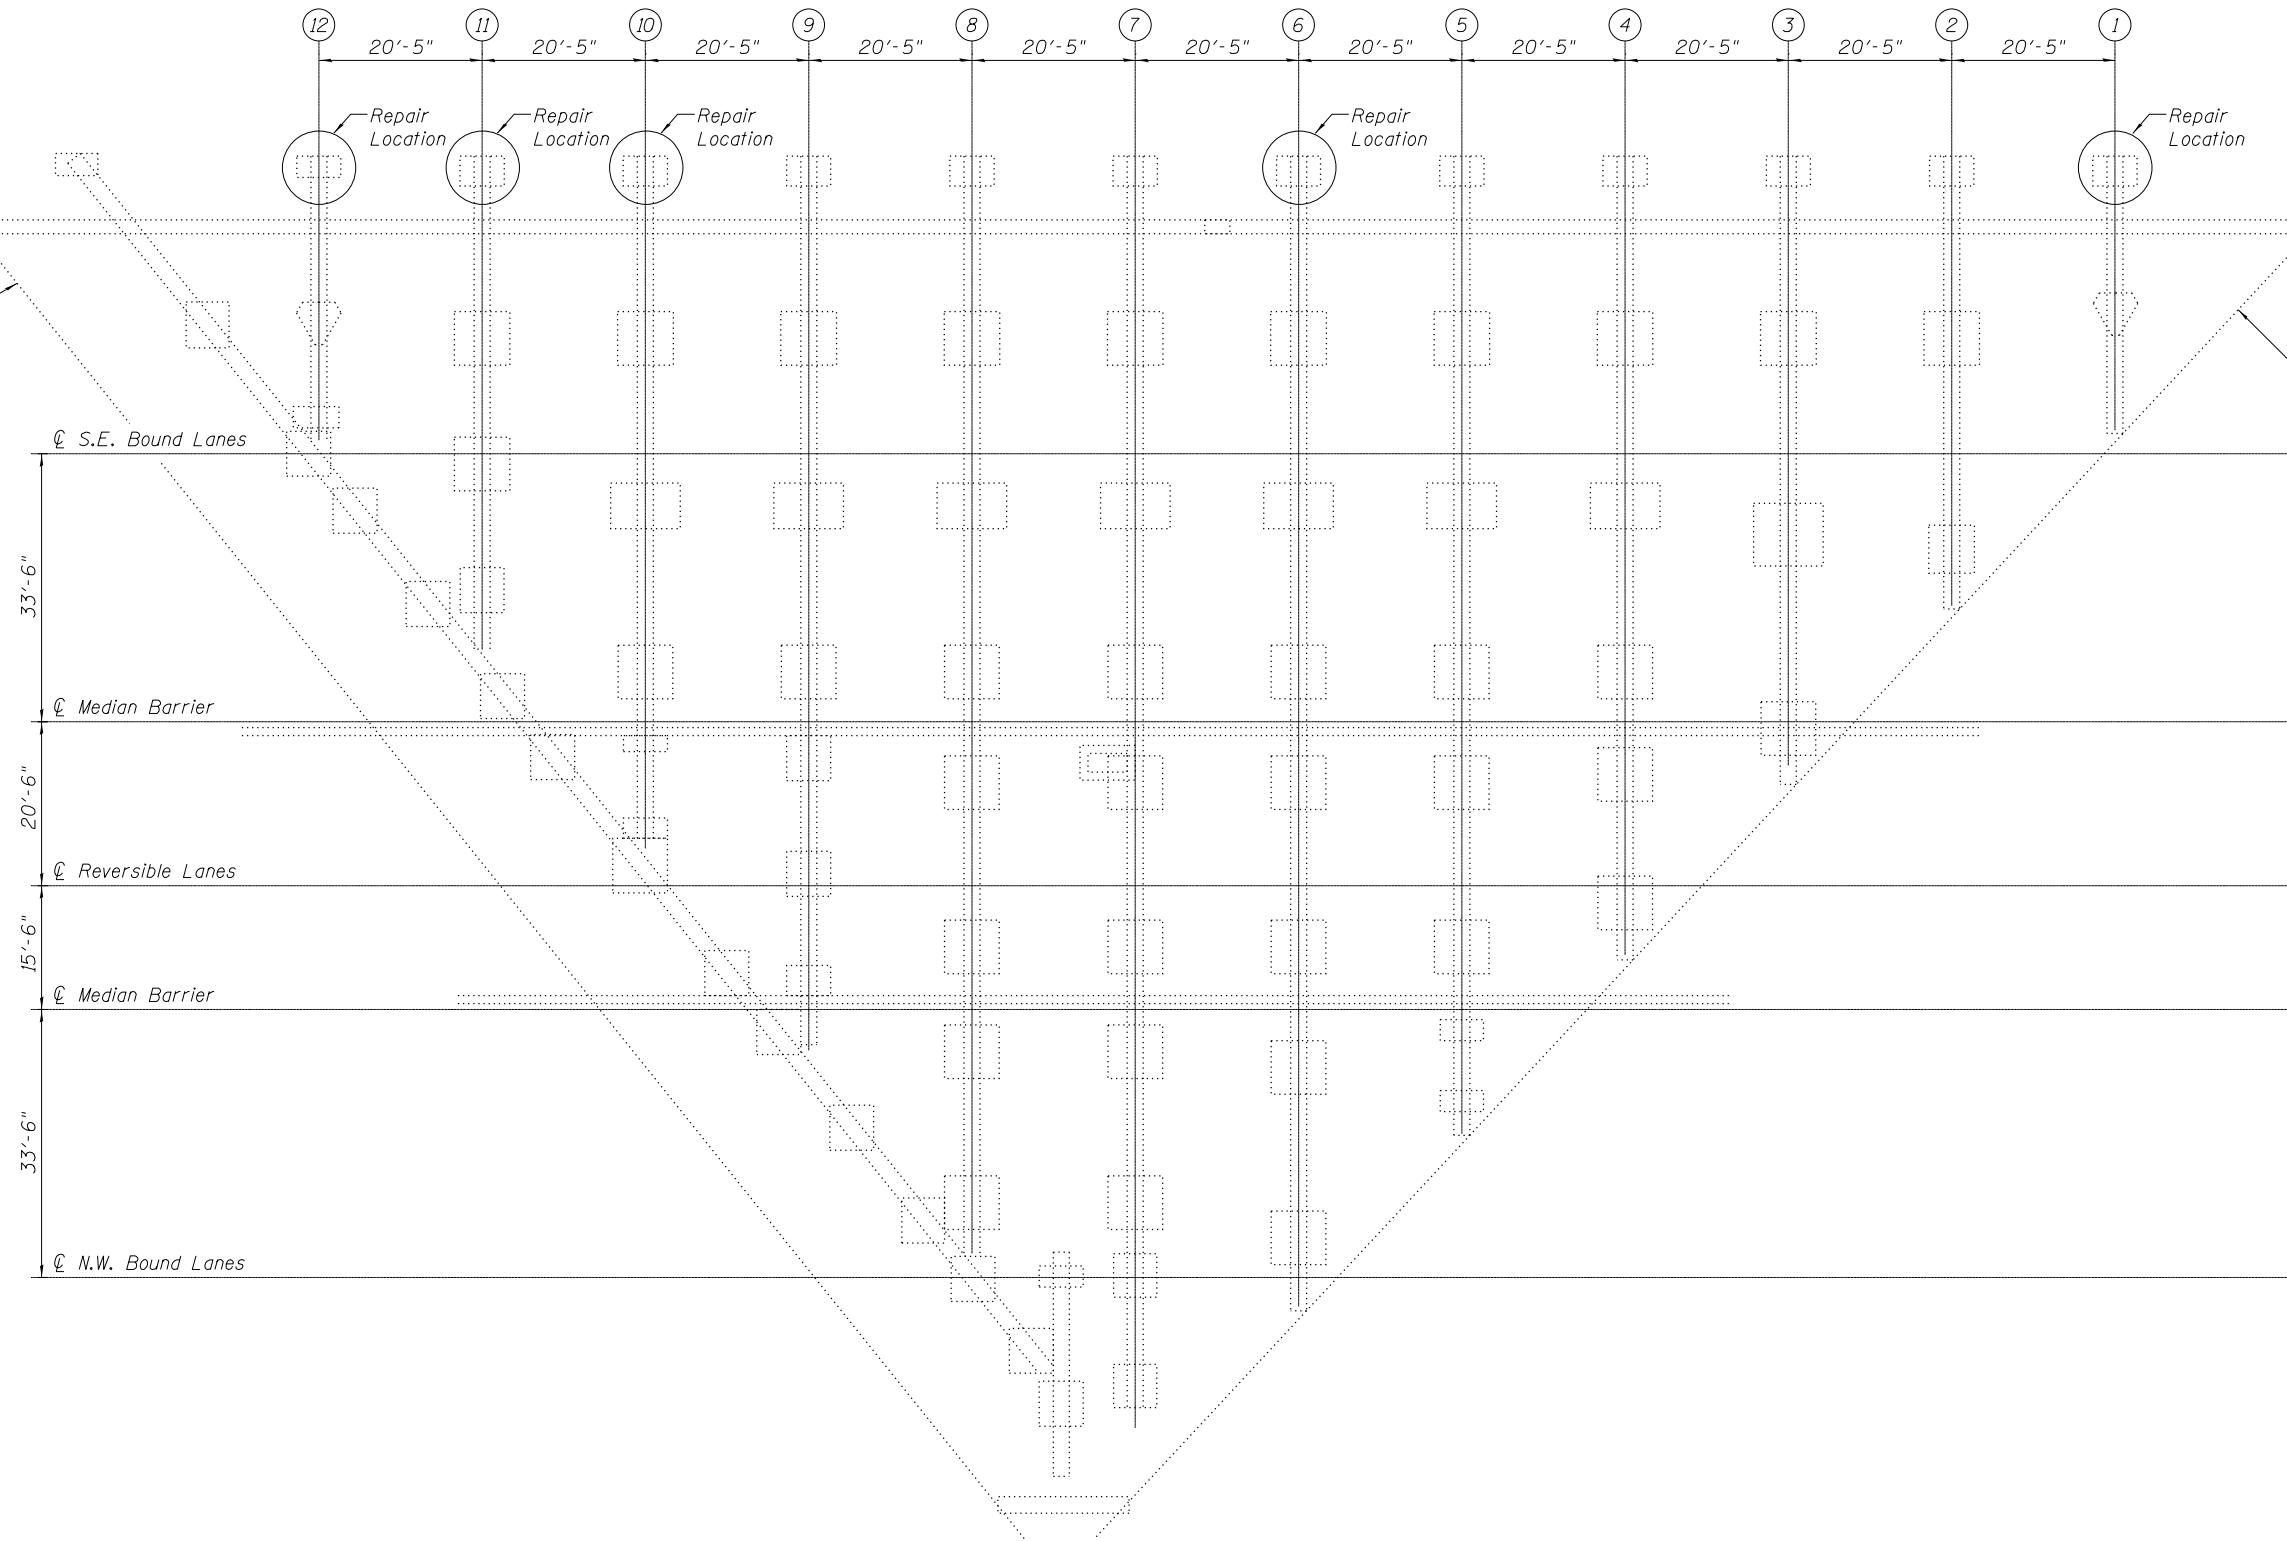 12 11 10 9 8 7 6 5 4 3 2 1
20'-5" 20'-5" 20'-5" 20'-5" 20'-5" 20'-5" 20'-5" 20'-5" 20'-5" 20'-5" 20'-5"
Repair
Location
Repair
Location
Repair
Location
Repair
Location
Repair
Location
℄ S.E. Bound Lanes
33'-6"
℄ Median Barrier
20'-6"
℄ Reversible Lanes
15'-6"
℄ Median Barrier
33'-6"
℄ N.W. Bound Lanes